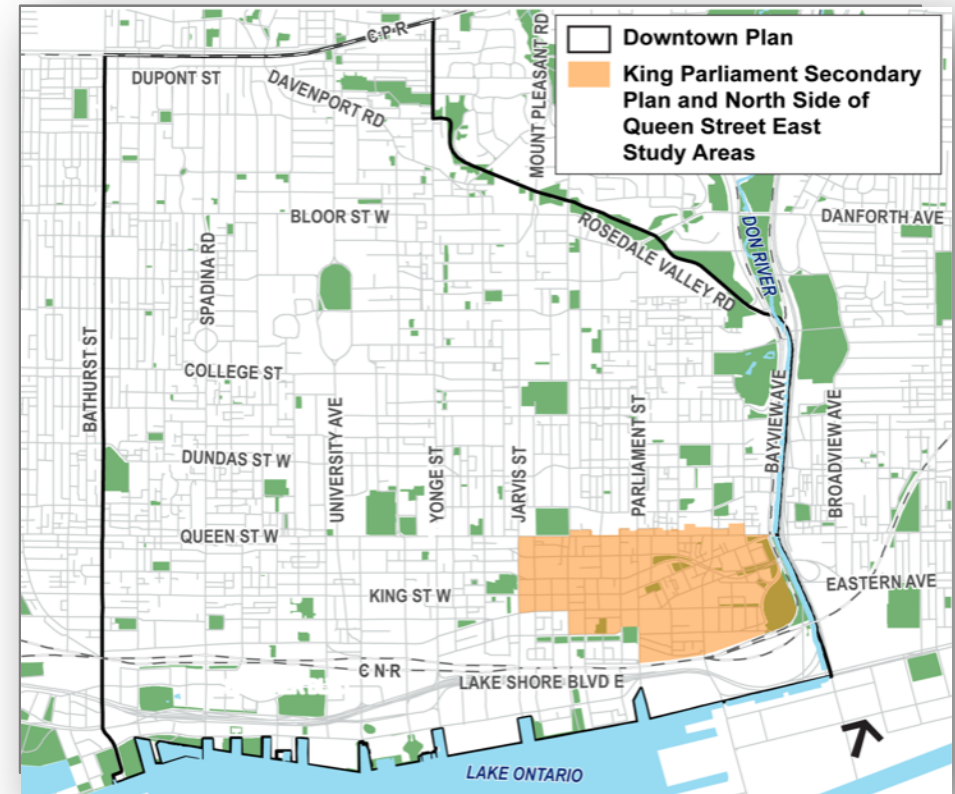 Downtown Plan
King Parliament Secondary
Plan and North Side of
Queen Street East
Study Areas
C P R
DUPONT ST
DAVENPORT RD
MOUNT PLEASANT RD
BLOOR ST W
DANFORTH AVE
ROSEDALE VALLEY RD
DON RIVER
SPADINA RD
BATHURST ST
COLLEGE ST
UNIVERSITY AVE
YONGE ST
JARVIS ST
PARLIAMENT ST
BAYVIEW AVE
BROADVIEW AVE
DUNDAS ST W
QUEEN ST W
KING ST W
EASTERN AVE
C N R
LAKE SHORE BLVD E
LAKE ONTARIO